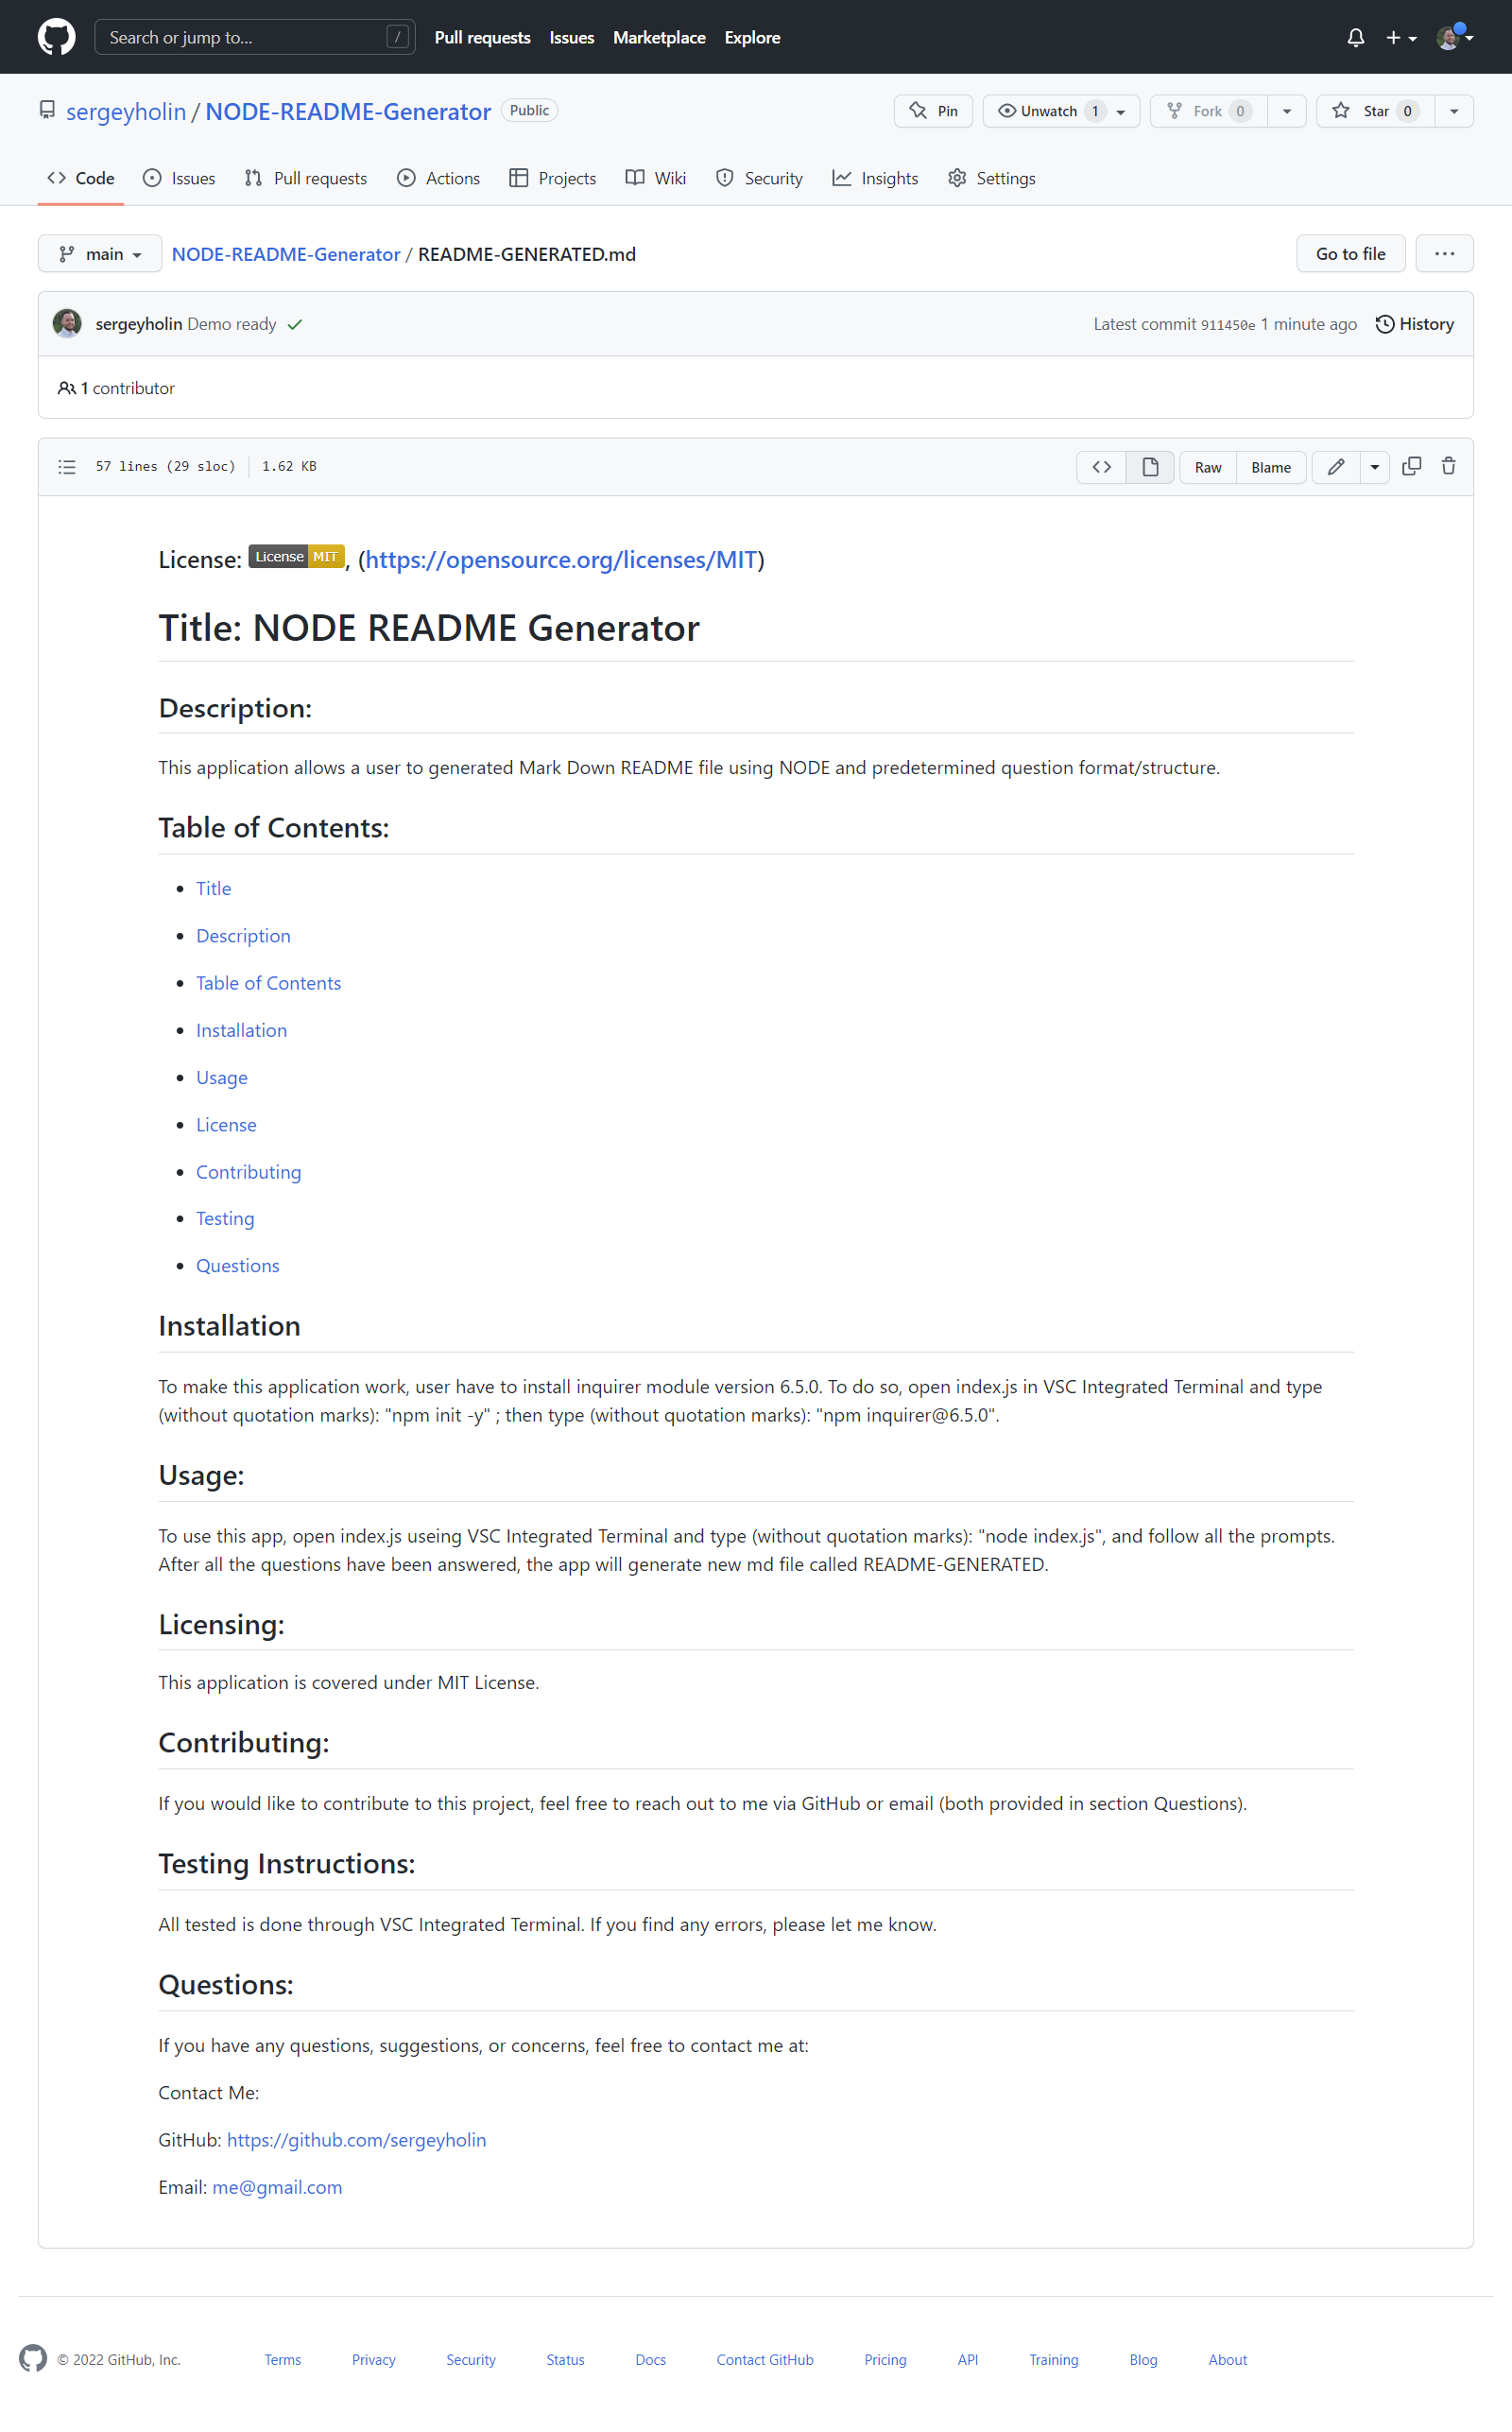 Search or jump to... /
Pull requests Issues Marketplace Explore
sergeyholin / NODE-README-Generator Public
Pin Unwatch 1 Fork 0 Star 0
Code Issues Pull requests Actions Projects Wiki Security Insights Settings
main NODE-README-Generator / README-GENERATED.md Go to file ...
sergeyholin Demo ready Latest commit 911450e 1 minute ago History
1 contributor
57 lines (29 sloc) 1.62 KB Raw Blame
License: License MIT, (https://opensource.org/licenses/MIT)
Title: NODE README Generator
Description:
This application allows a user to generated Mark Down README file using NODE and predetermined question format/structure.
Table of Contents:
• Title
• Description
• Table of Contents
• Installation
• Usage
• License
• Contributing
• Testing
• Questions
Installation
To make this application work, user have to install inquirer module version 6.5.0. To do so, open index.js in VSC Integrated Terminal and type
(without quotation marks): "npm init -y" ; then type (without quotation marks): "npm inquirer@6.5.0".
Usage:
To use this app, open index.js useing VSC Integrated Terminal and type (without quotation marks): "node index.js", and follow all the prompts.
After all the questions have been answered, the app will generate new md file called README-GENERATED.
Licensing:
This application is covered under MIT License.
Contributing:
If you would like to contribute to this project, feel free to reach out to me via GitHub or email (both provided in section Questions).
Testing Instructions:
All tested is done through VSC Integrated Terminal. If you find any errors, please let me know.
Questions:
If you have any questions, suggestions, or concerns, feel free to contact me at:
Contact Me:
GitHub: https://github.com/sergeyholin
Email: me@gmail.com
© 2022 GitHub, Inc. Terms Privacy Security Status Docs Contact GitHub Pricing API Training Blog About